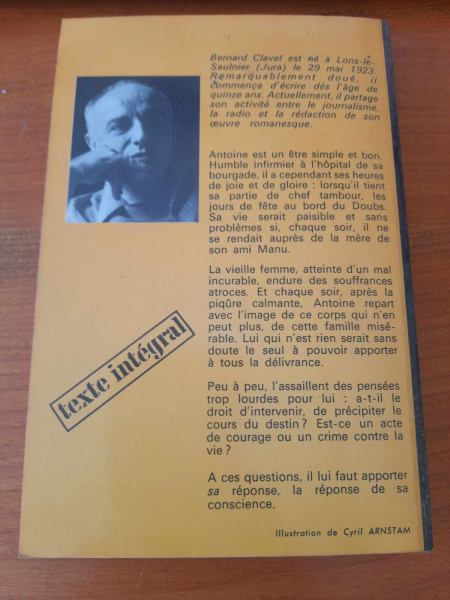 Bernard Clavel est né à Lons-le-
Saulnier (Jura) le 29 mai 1923.
Remarquablement doué, il
commença d'écrire dès l'âge de
quinze ans. Actuellement, il partage
son activité entre le journalisme,
la radio et la rédaction de son
œuvre romanesque.
Antoine est un être simple et bon.
Humble infirmier à l'hôpital de sa
bourgade, il a cependant ses heures
de joie et de gloire : lorsqu'il tient
sa partie de chef tambour, les
jours de fête au bord du Doubs.
Sa vie serait paisible et sans
problèmes si, chaque soir, il ne
se rendait auprès de la mère de
son ami Manu.
La vieille femme, atteinte d'un mal
incurable, endure des souffrances
atroces. Et chaque soir, après la
piqûre calmante, Antoine repart
avec l'image de ce corps qui n'en
peut plus, de cette famille misé-
rable. Lui qui n'est rien serait sans
doute le seul à pouvoir apporter
à tous la délivrance.
Peu à peu, l'assaillent des pensées
trop lourdes pour lui : a-t-il le
droit d'intervenir, de précipiter le
cours du destin ? Est-ce un acte
de courage ou un crime contre la
vie ?
A ces questions, il lui faut apporter
sa réponse, la réponse de sa
conscience.
texte intégral
Illustration de Cyril ARNSTAM